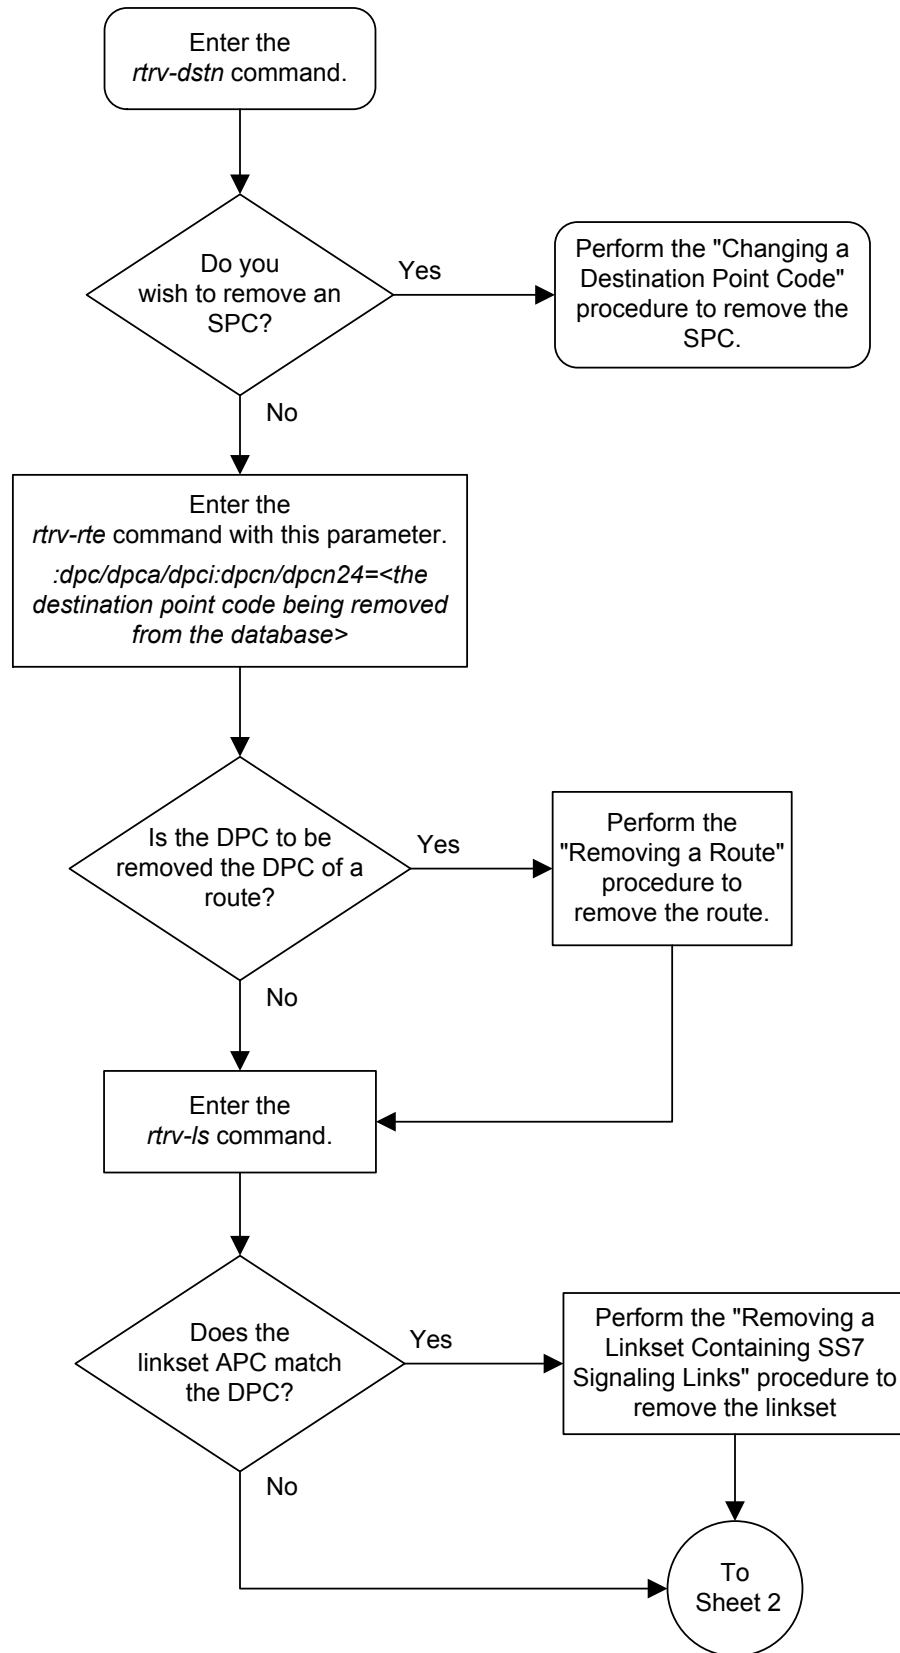 Enter the
rtrv-dstn command.
Do you
wish to remove an
SPC?
Yes
Perform the "Changing a
Destination Point Code"
procedure to remove the
SPC.
No
Enter the
rtrv-rte command with this parameter.
:dpc/dpca/dpci:dpcn/dpcn24=<the
destination point code being removed
from the database>
Is the DPC to be
removed the DPC of a
route?
Yes
Perform the
"Removing a Route"
procedure to
remove the route.
No
Enter the
rtrv-ls command.
Does the
linkset APC match
the DPC?
Yes
Perform the "Removing a
Linkset Containing SS7
Signaling Links" procedure to
remove the linkset
No
To
Sheet 2